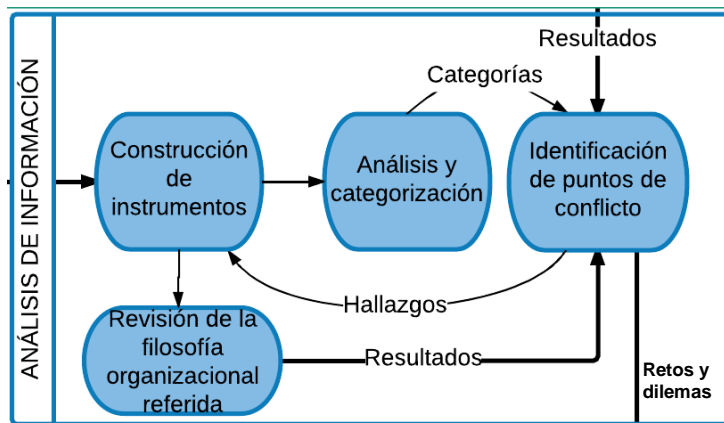 ANÁLISIS DE INFORMACIÓN
Resultados
Categorías
Construcción
de
instrumentos
Análisis y
categorización
Identificación
de puntos de
conflicto
Hallazgos
Revisión de la
filosofía
organizacional
referida
Resultados
Retos y
dilemas